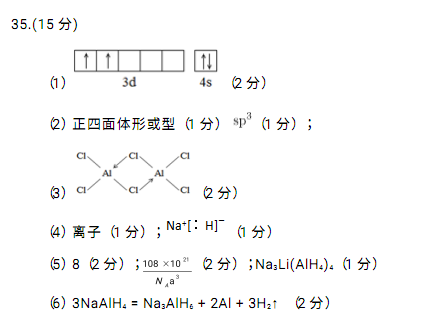 35.(15 分)
↑ ↑ ↑↓
(1) 3d 4s (2 分)
(2) 正四面体形或型 (1 分) sp³ (1 分) ;
Cl Cl Cl
Al Al
(3) Cl Cl Cl (2 分)
(4) 离子 (1 分) ; Na⁺[∶ H]⁻ (1 分)
(5) 8 (2 分) ; 108 ×10²¹ / N_A a³ (2 分) ;Na₃Li(AlH₄)₄ (1 分)
(6) 3NaAlH₄ = Na₃AlH₆ + 2Al + 3H₂↑ (2 分)